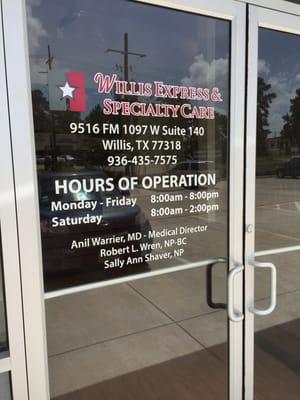 Willis Express &
Specialty Care
9516 FM 1097 W Suite 140
Willis, TX 77318
936-435-7575
HOURS OF OPERATION
Monday - Friday 8:00am - 8:00pm
Saturday 8:00am - 2:00pm
Anil Warrier, MD - Medical Director
Robert L. Wren, NP-BC
Sally Ann Shaver, NP